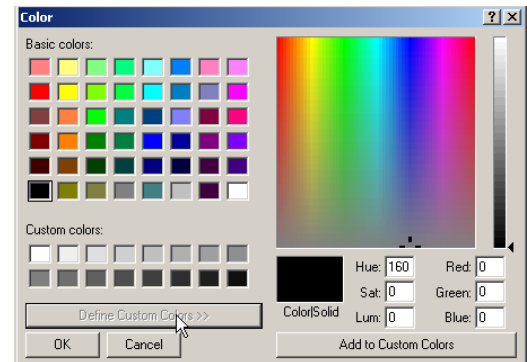 Color
Basic colors:
Custom colors:
Define Custom Colors >>
OK Cancel
Hue: 160 Red: 0
Sat: 0 Green: 0
Color|Solid Lum: 0 Blue: 0
Add to Custom Colors